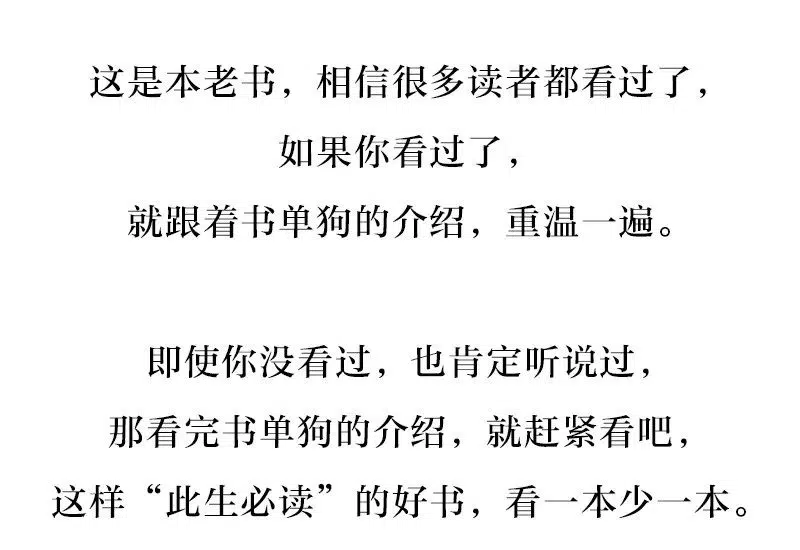 这是本老书，相信很多读者都看过了，
如果你看过了，
就跟着书单狗的介绍，重温一遍。
即使你没看过，也肯定听说过，
那看完书单狗的介绍，就赶紧看吧，
这样“此生必读”的好书，看一本少一本。